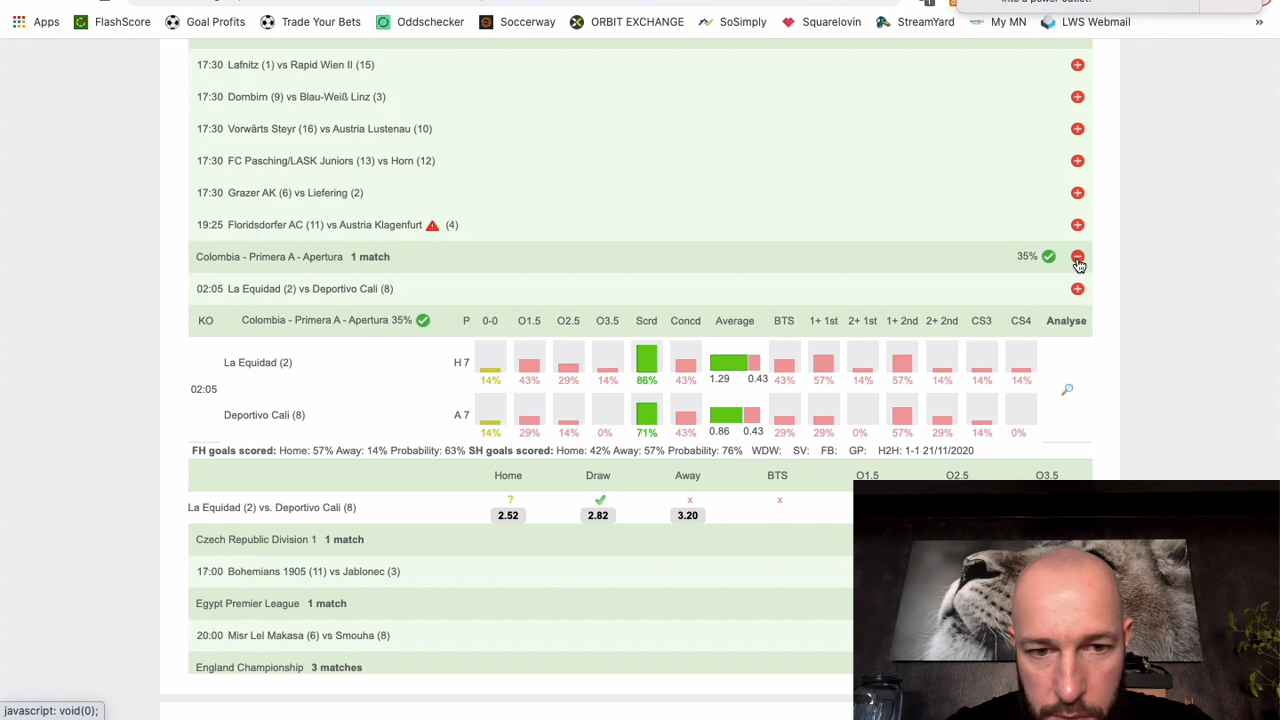 into a power outlet.
Apps FlashScore Goal Profits Trade Your Bets Oddschecker Soccerway ORBIT EXCHANGE SoSimply Squarelovin StreamYard My MN LWS Webmail »
17:30 Lafnitz (1) vs Rapid Wien II (15)
17:30 Dornbirn (9) vs Blau-Weiß Linz (3)
17:30 Vorwärts Steyr (16) vs Austria Lustenau (10)
17:30 FC Pasching/LASK Juniors (13) vs Horn (12)
17:30 Grazer AK (6) vs Liefering (2)
19:25 Floridsdorfer AC (11) vs Austria Klagenfurt (4)
Colombia - Primera A - Apertura 1 match 35%
02:05 La Equidad (2) vs Deportivo Cali (8)
KO Colombia - Primera A - Apertura 35% P 0-0 O1.5 O2.5 O3.5 Scrd Concd Average BTS 1+ 1st 2+ 1st 1+ 2nd 2+ 2nd CS3 CS4 Analyse
La Equidad (2) H 7
14% 43% 29% 14% 86% 43% 1.29 0.43 43% 57% 14% 57% 14% 14% 14%
02:05
Deportivo Cali (8) A 7
14% 29% 14% 0% 71% 43% 0.86 0.43 29% 29% 0% 57% 29% 14% 0%
FH goals scored: Home: 57% Away: 14% Probability: 63% SH goals scored: Home: 42% Away: 57% Probability: 76% WDW: SV: FB: GP: H2H: 1-1 21/11/2020
Home Draw Away BTS O1.5 O2.5 O3.5
? x x
La Equidad (2) vs. Deportivo Cali (8)
2.52 2.82 3.20
Czech Republic Division 1 1 match
17:00 Bohemians 1905 (11) vs Jablonec (3)
Egypt Premier League 1 match
20:00 Misr Lel Makasa (6) vs Smouha (8)
England Championship 3 matches
javascript: void(0);